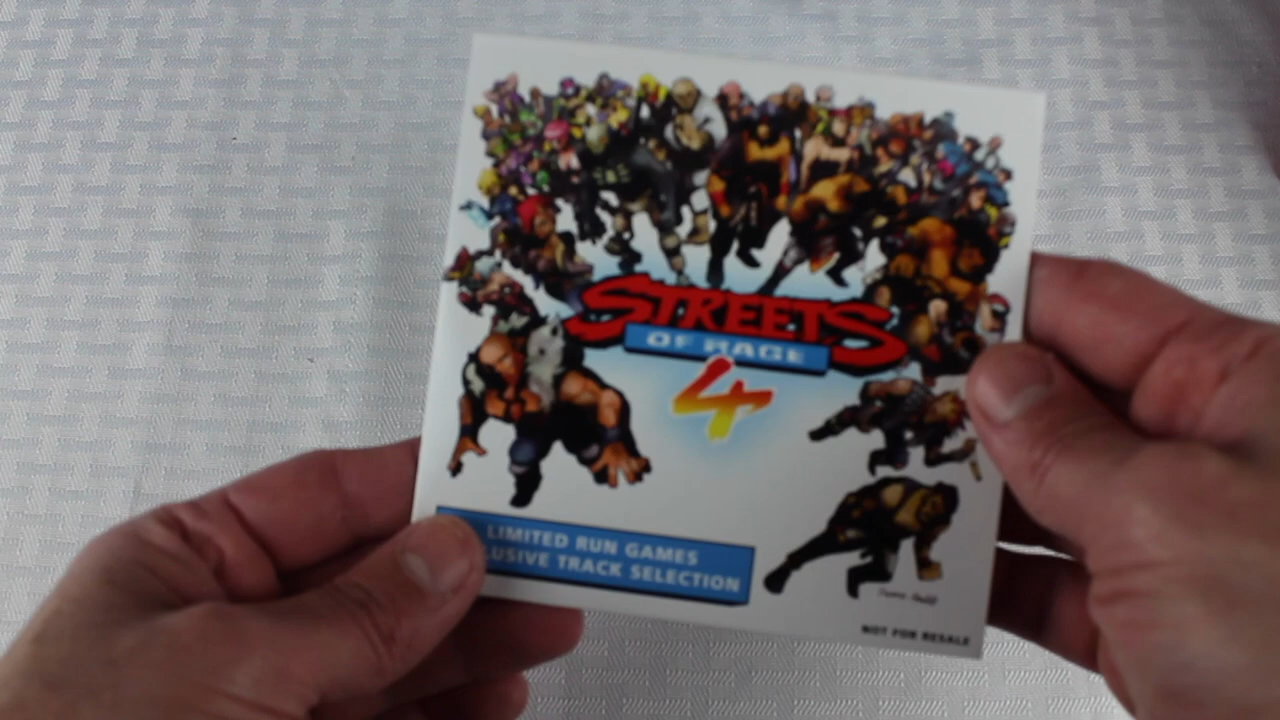 STREETS
OF RAGE
4
LIMITED RUN GAMES
LUSIVE TRACK SELECTION
NOT FOR RESALE